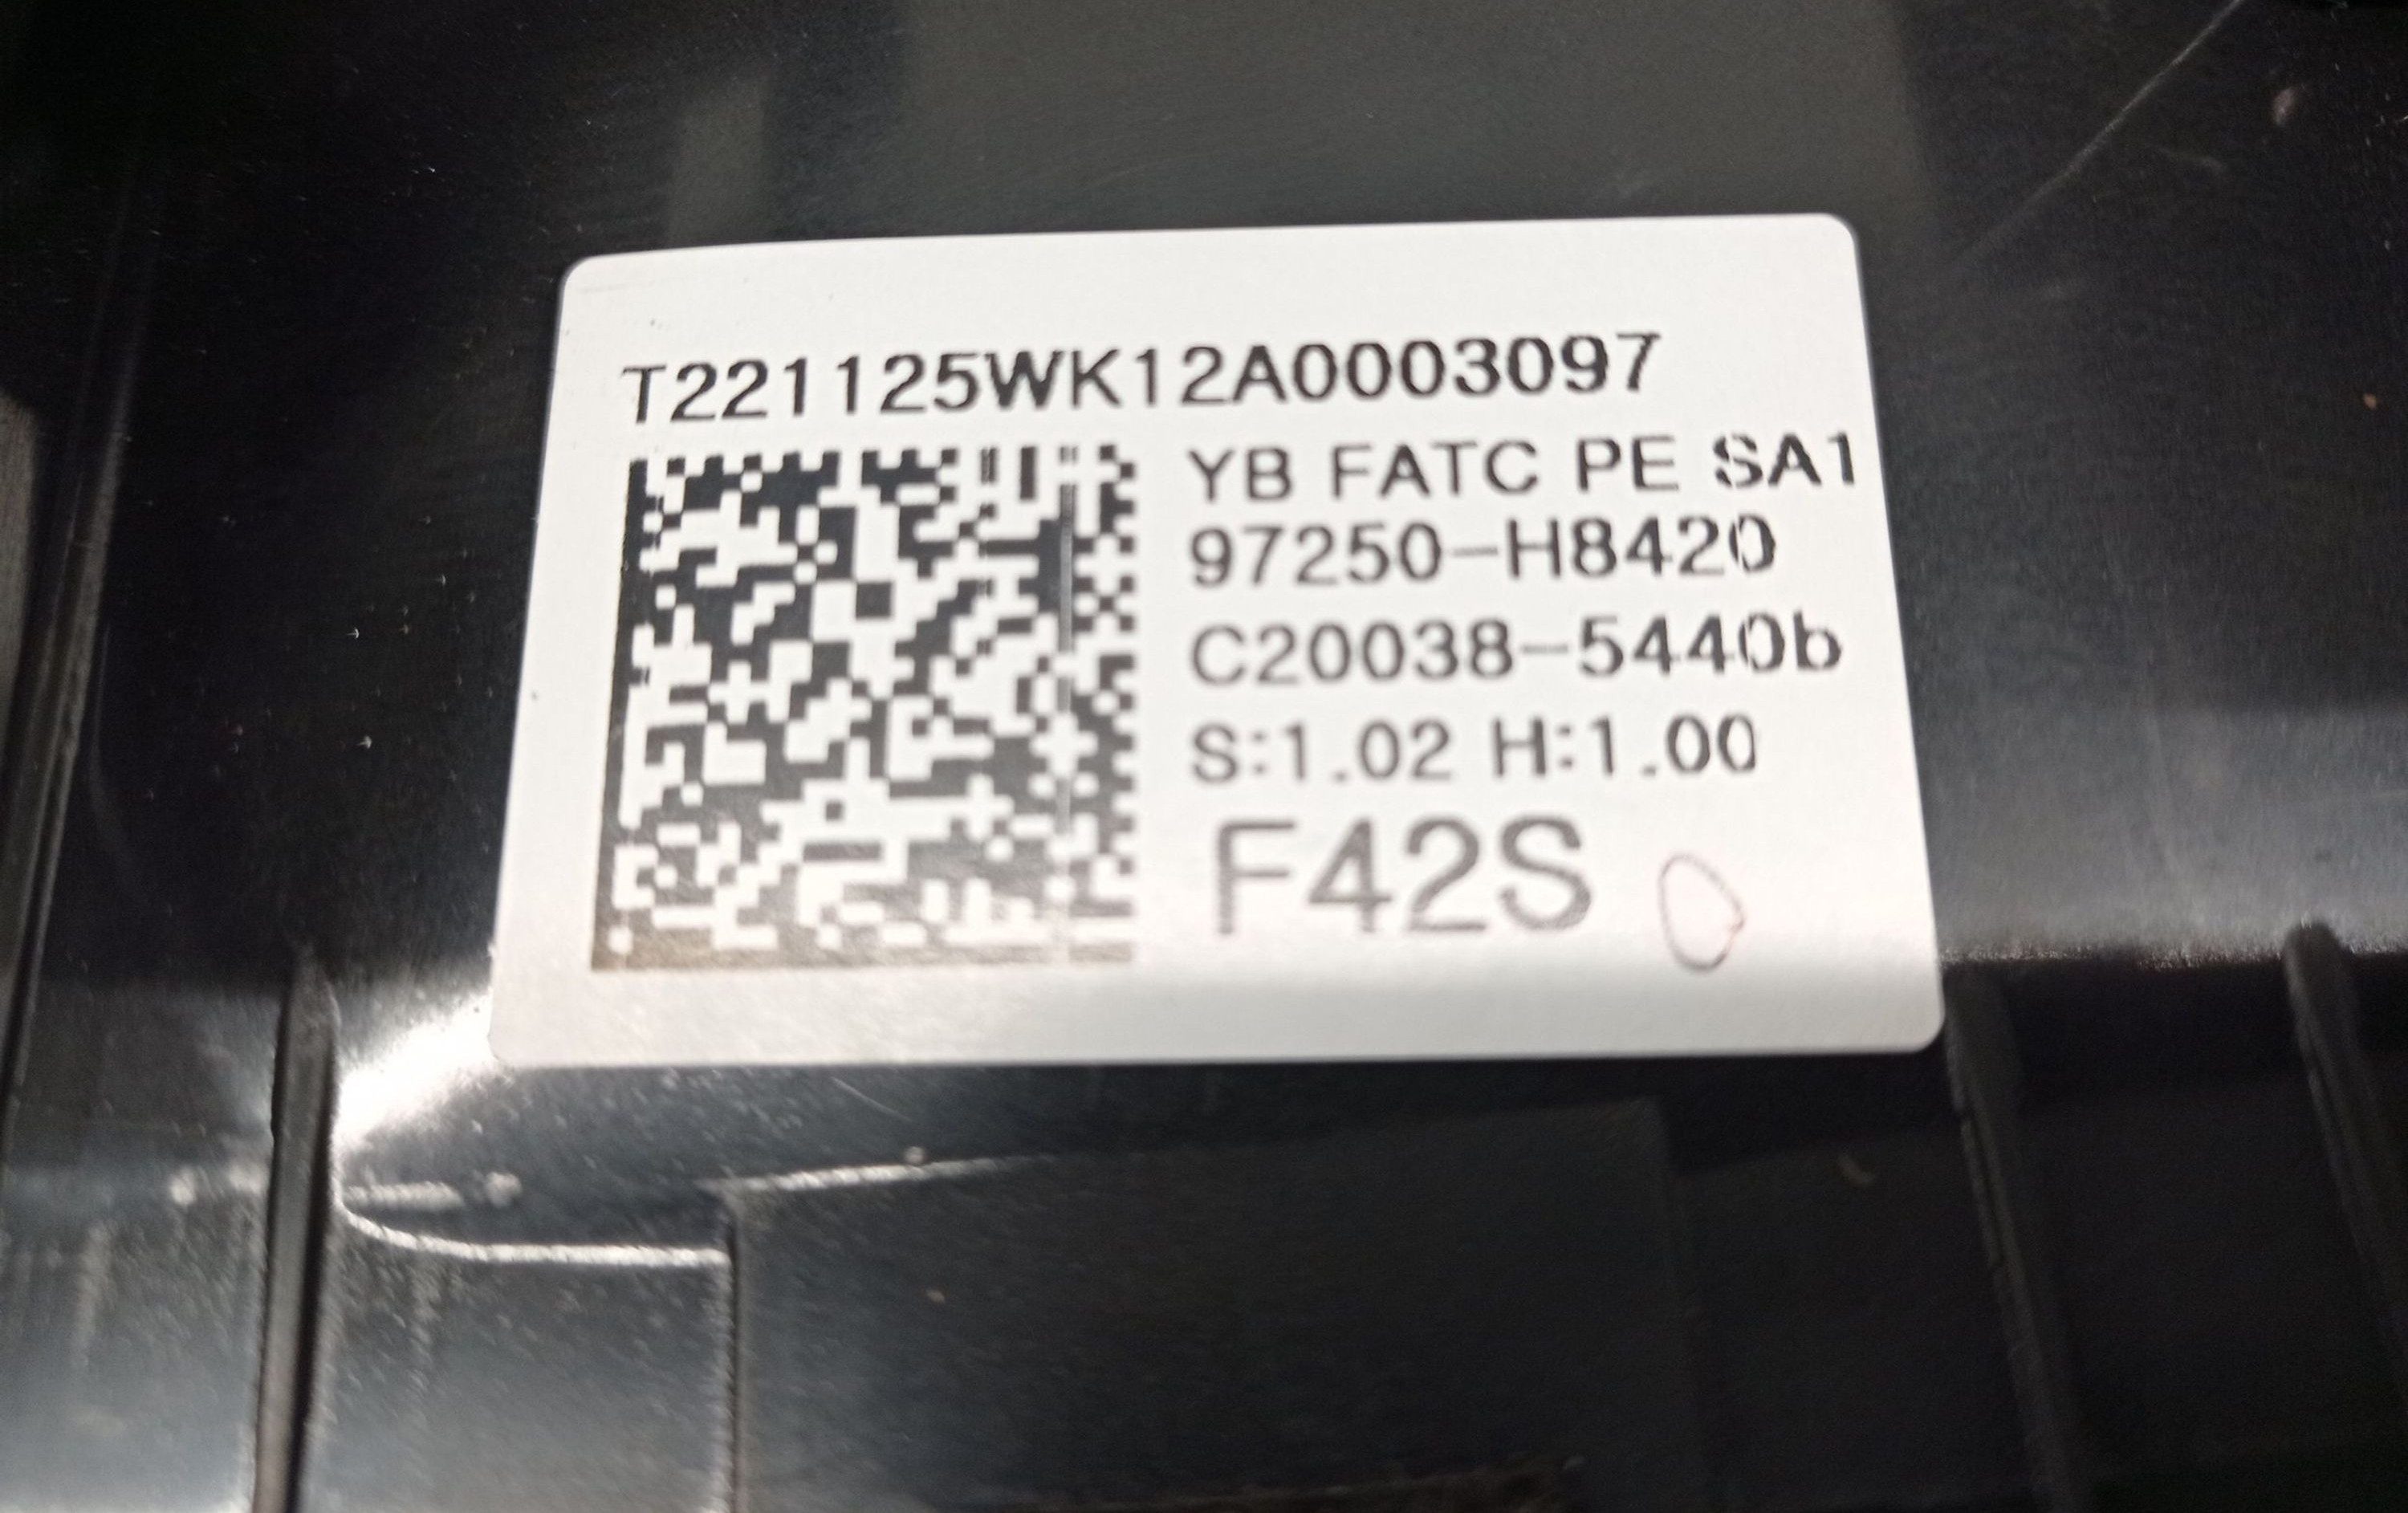 T221125WK12A0003097
YB FATC PE SA1
97250-H8420
C20038-5440b
S:1.02 H:1.00
F42S